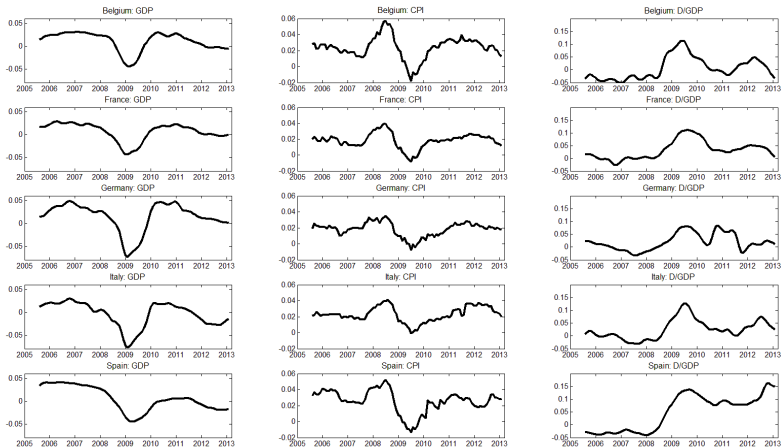 Belgium: GDP
0.05
-0.05
2005 2006 2007 2008 2009 2010 2011 2012 2013
Belgium: CPI
0.06
0.04
0.02
0
-0.02
2005 2006 2007 2008 2009 2010 2011 2012 2013
Belgium: D/GDP
0.15
0.1
0.05
0
-0.05
2005 2006 2007 2008 2009 2010 2011 2012 2013
France: GDP
0.05
-0.05
2005 2006 2007 2008 2009 2010 2011 2012 2013
France: CPI
0.06
0.04
0.02
0
-0.02
2005 2006 2007 2008 2009 2010 2011 2012 2013
France: D/GDP
0.15
0.1
0.05
0
-0.05
2005 2006 2007 2008 2009 2010 2011 2012 2013
Germany: GDP
0.05
-0.05
2005 2006 2007 2008 2009 2010 2011 2012 2013
Germany: CPI
0.06
0.04
0.02
0
-0.02
2005 2006 2007 2008 2009 2010 2011 2012 2013
Germany: D/GDP
0.15
0.1
0.05
0
-0.05
2005 2006 2007 2008 2009 2010 2011 2012 2013
Italy: GDP
0.05
-0.05
2005 2006 2007 2008 2009 2010 2011 2012 2013
Italy: CPI
0.06
0.04
0.02
0
-0.02
2005 2006 2007 2008 2009 2010 2011 2012 2013
Italy: D/GDP
0.15
0.1
0.05
0
-0.05
2005 2006 2007 2008 2009 2010 2011 2012 2013
Spain: GDP
0.05
-0.05
2005 2006 2007 2008 2009 2010 2011 2012 2013
Spain: CPI
0.06
0.04
0.02
0
-0.02
2005 2006 2007 2008 2009 2010 2011 2012 2013
Spain: D/GDP
0.15
0.1
0.05
0
-0.05
2005 2006 2007 2008 2009 2010 2011 2012 2013